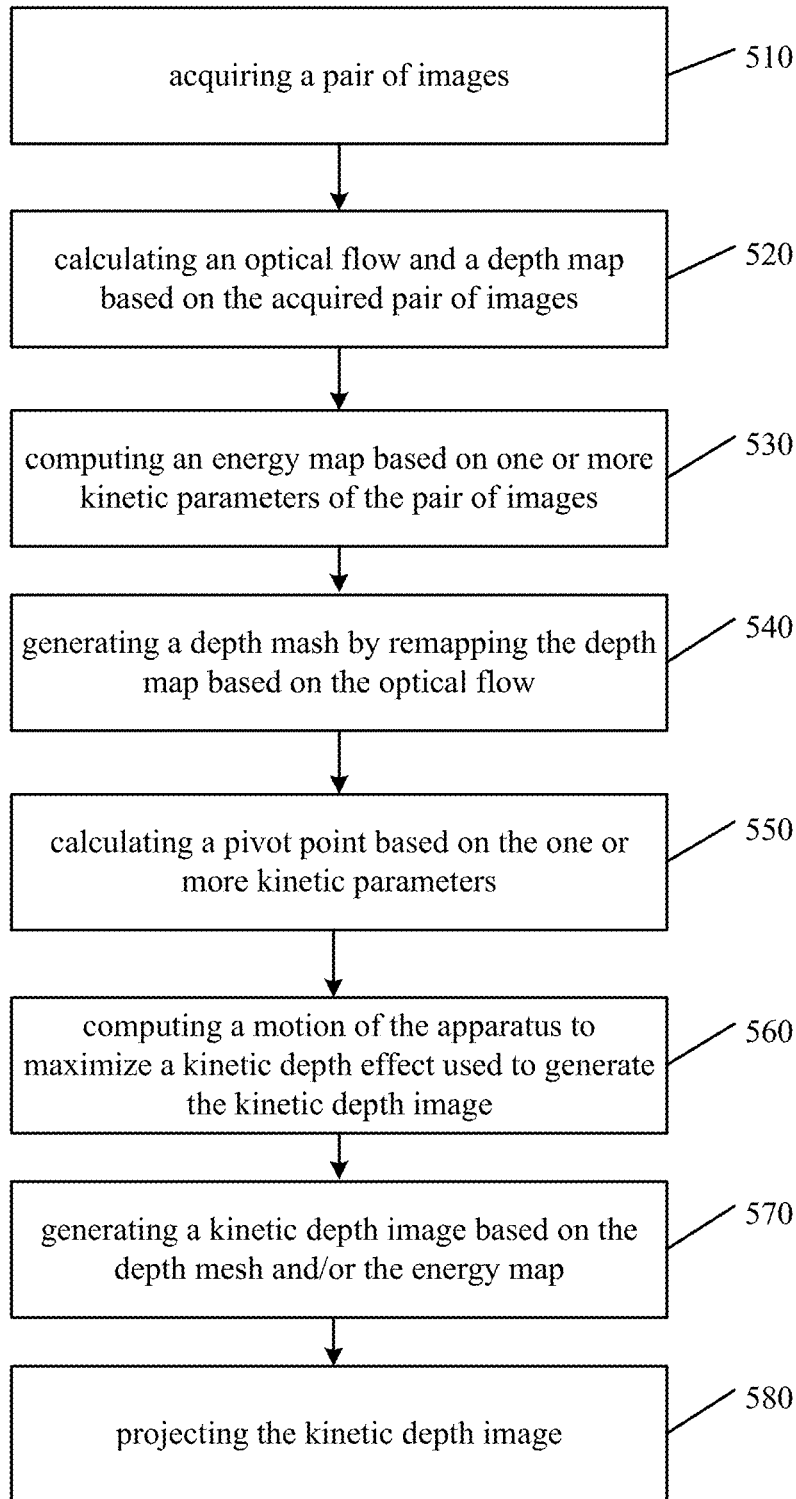 acquiring a pair of images
510
calculating an optical flow and a depth map
based on the acquired pair of images
520
computing an energy map based on one or more
kinetic parameters of the pair of images
530
generating a depth mash by remapping the depth
map based on the optical flow
540
calculating a pivot point based on the one or
more kinetic parameters
550
computing a motion of the apparatus to
maximize a kinetic depth effect used to generate
the kinetic depth image
560
generating a kinetic depth image based on the
depth mesh and/or the energy map
570
projecting the kinetic depth image
580